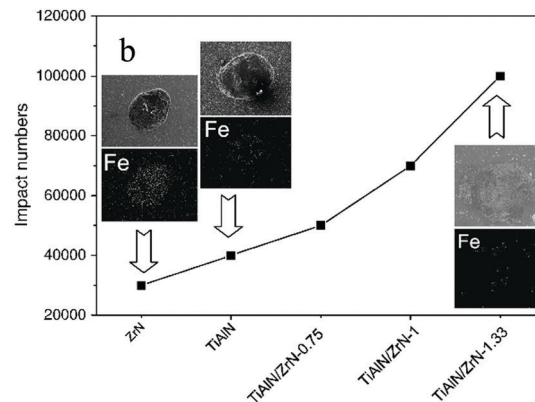 b
Fe
Fe
Fe
Impact numbers
120000
100000
80000
60000
40000
20000
ZrN
TiAlN
TiAlN/ZrN-0.75
TiAlN/ZrN-1
TiAlN/ZrN-1.33